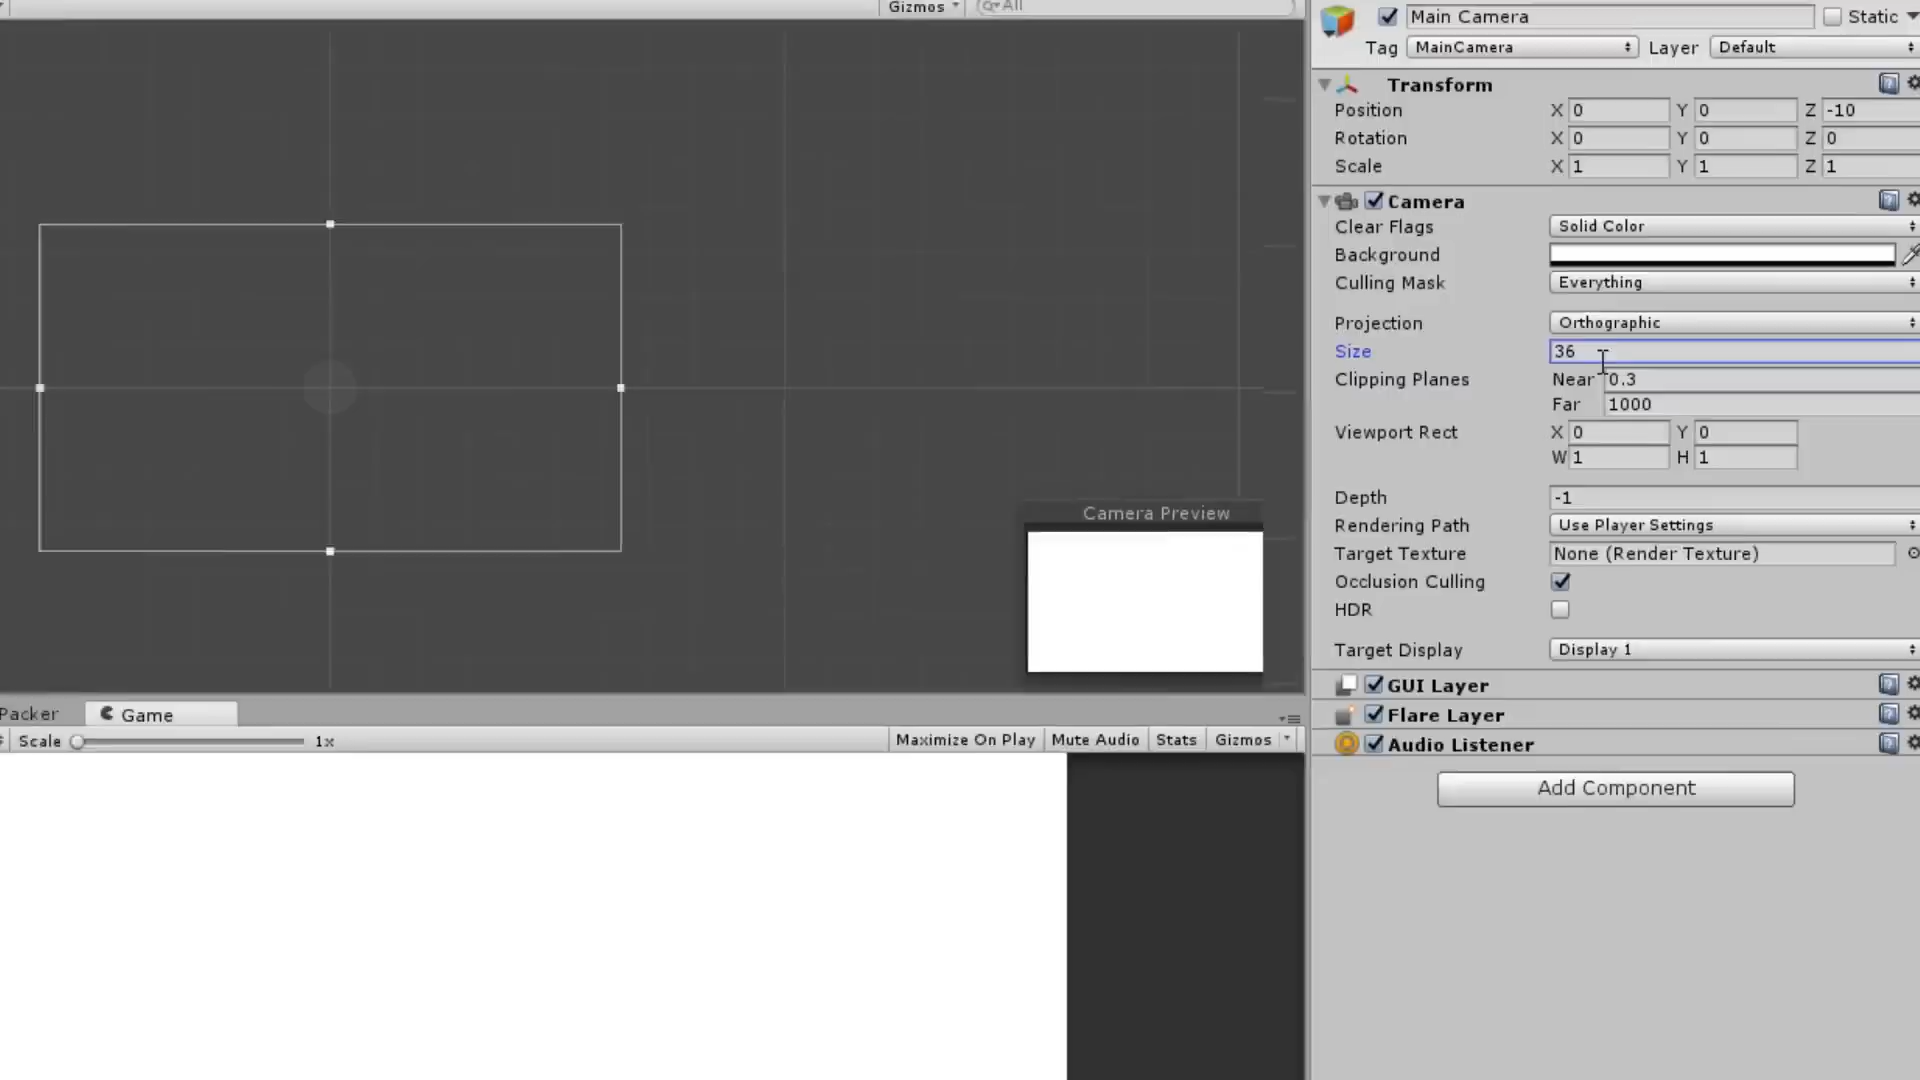 Gizmos All
Main Camera Static
Tag MainCamera Layer Default
Transform
Position X 0 Y 0 Z -10
Rotation X 0 Y 0 Z 0
Scale X 1 Y 1 Z 1
Camera
Clear Flags Solid Color
Background
Culling Mask Everything
Projection Orthographic
Size 36
Clipping Planes Near 0.3
Far 1000
Viewport Rect X 0 Y 0
W 1 H 1
Depth -1
Rendering Path Use Player Settings
Target Texture None (Render Texture)
Occlusion Culling
HDR
Target Display Display 1
GUI Layer
Flare Layer
Audio Listener
Add Component
Camera Preview
Packer Game
Scale 1x Maximize On Play Mute Audio Stats Gizmos